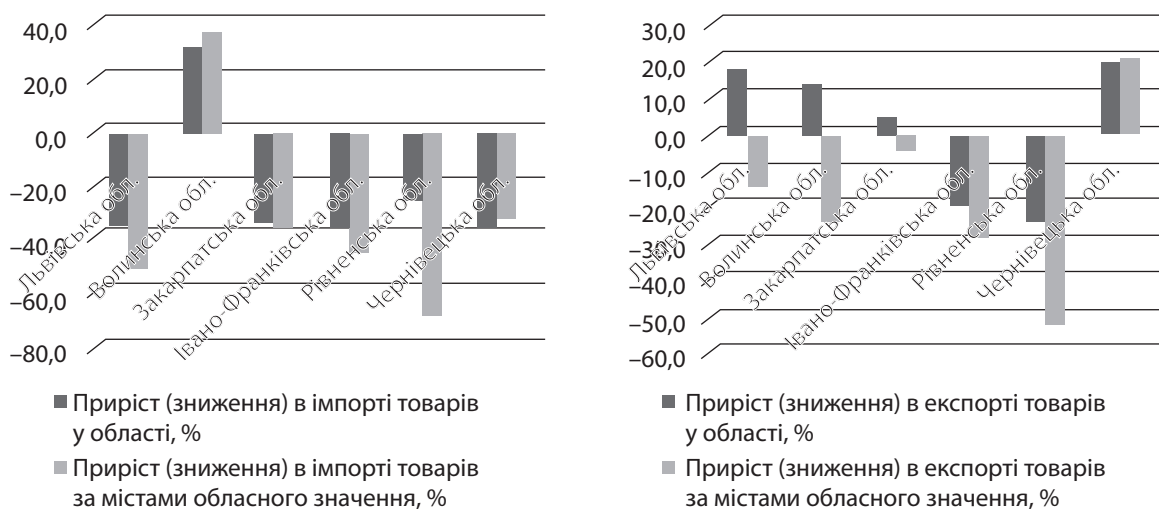 40,0
20,0
0,0
–20,0
–40,0
–60,0
–80,0
Львівська обл.
Волинська обл.
Закарпатська обл.
Івано-Франківська обл.
Рівненська обл.
Чернівецька обл.
Приріст (зниження) в імпорті товарів
у області, %
Приріст (зниження) в імпорті товарів
за містами обласного значення, %
30,0
20,0
10,0
0,0
–10,0
–20,0
–30,0
–40,0
–50,0
–60,0
Львівська обл.
Волинська обл.
Закарпатська обл.
Івано-Франківська обл.
Рівненська обл.
Чернівецька обл.
Приріст (зниження) в експорті товарів
у області, %
Приріст (зниження) в експорті товарів
за містами обласного значення, %